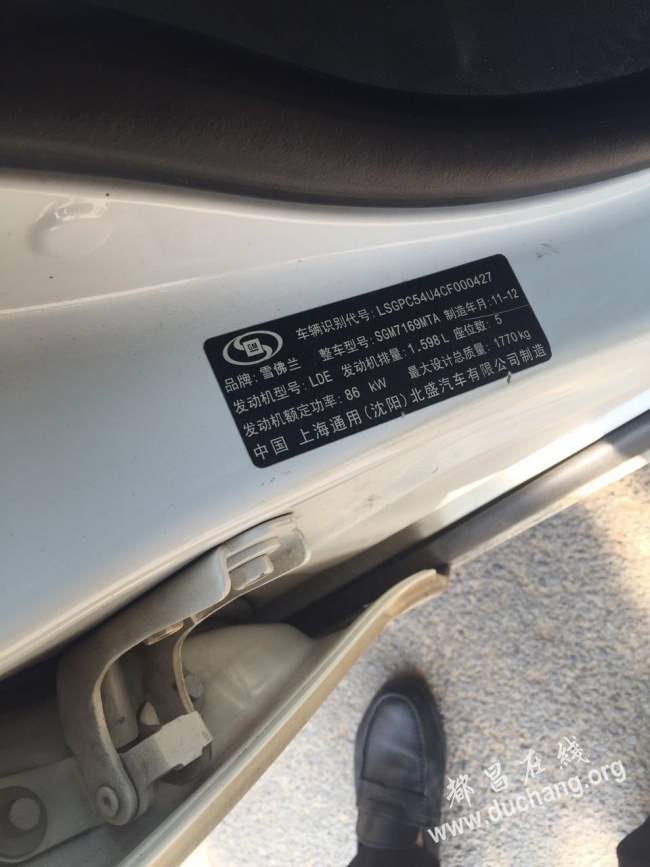 车辆识别代号: LSGPC54U4CF000427
GM
品牌: 雪佛兰 整车型号: SGM7169MTA 制造年月: 11-12
发动机型号: LDE 发动机排量: 1.598L 座位数: 5
发动机额定功率: 86 kW 最大设计总质量: 1770kg
中国 上海通用(沈阳)北盛汽车有限公司制造
都昌在线
www.duchang.org